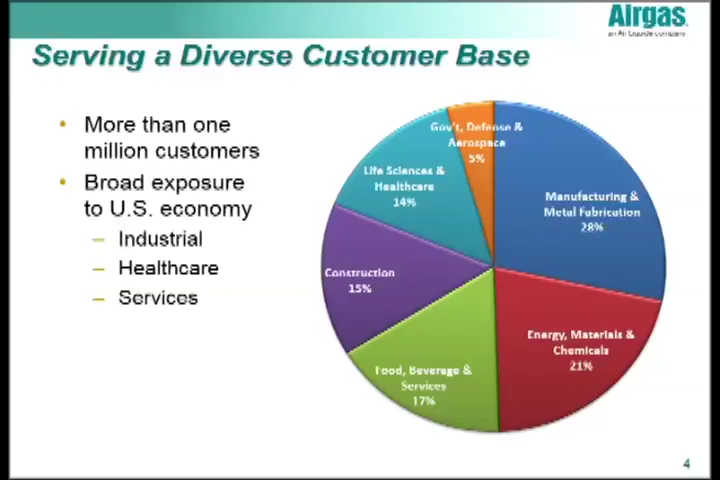 Airgas
an Air Liquide company
Serving a Diverse Customer Base
• More than one
million customers
• Broad exposure
to U.S. economy
– Industrial
– Healthcare
– Services
Gov't, Defense &
Aerospace
5%
Life Sciences &
Healthcare
14%
Manufacturing &
Metal Fabrication
28%
Construction
15%
Energy, Materials &
Chemicals
21%
Food, Beverage &
Services
17%
4